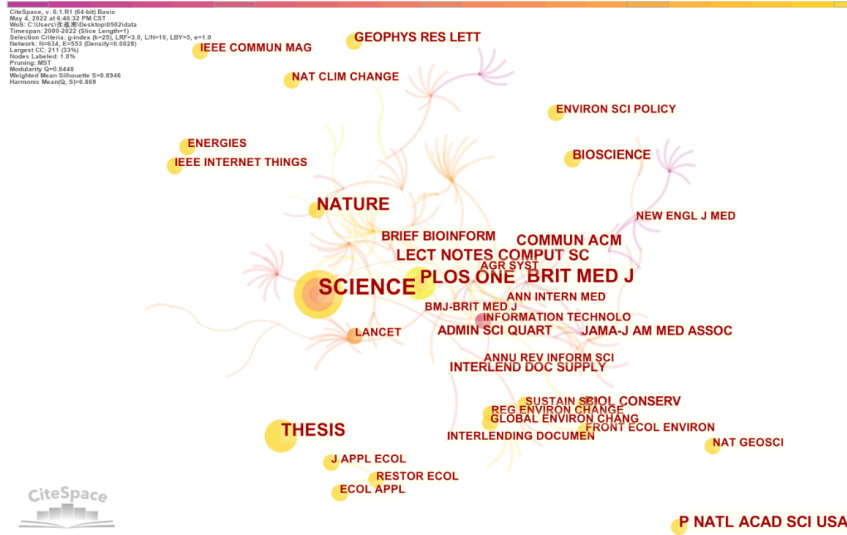 CiteSpace, v. 6.1.R1 (64-bit) Basic
May 4, 2022 at 6:46:32 PM CST
WoS: C:\Users\\Desktop\0502\data
Timespan: 2000-2022 (Slice Length=1)
Selection Criteria: g-index (k=25), LRF=3.0, L/N=10, LBY=5, e=1.0
Network: N=634, E=553 (Density=0.0028)
Largest CC: 211 (33%)
Nodes Labeled: 1.0%
Pruning: MST
Modularity Q=0.8448
Weighted Mean Silhouette S=0.8946
Harmonic Mean(Q, S)=0.869
GEOPHYS RES LETT
IEEE COMMUN MAG
NAT CLIM CHANGE
ENVIRON SCI POLICY
ENERGIES
IEEE INTERNET THINGS
BIOSCIENCE
NATURE
NEW ENGL J MED
BRIEF BIOINFORM
COMMUN ACM
LECT NOTES COMPUT SC
AGR SYST
PLOS ONE
BRIT MED J
SCIENCE
ANN INTERN MED
BMJ-BRIT MED J
INFORMATION TECHNOLO
LANCET
ADMIN SCI QUART
JAMA-J AM MED ASSOC
ANNU REV INFORM SCI
INTERLEND DOC SUPPLY
SUSTAIN SCI
BIOL CONSERV
REG ENVIRON CHANGE
GLOBAL ENVIRON CHANG
FRONT ECOL ENVIRON
THESIS
INTERLENDING DOCUMEN
NAT GEOSCI
J APPL ECOL
RESTOR ECOL
ECOL APPL
CiteSpace
P NATL ACAD SCI USA